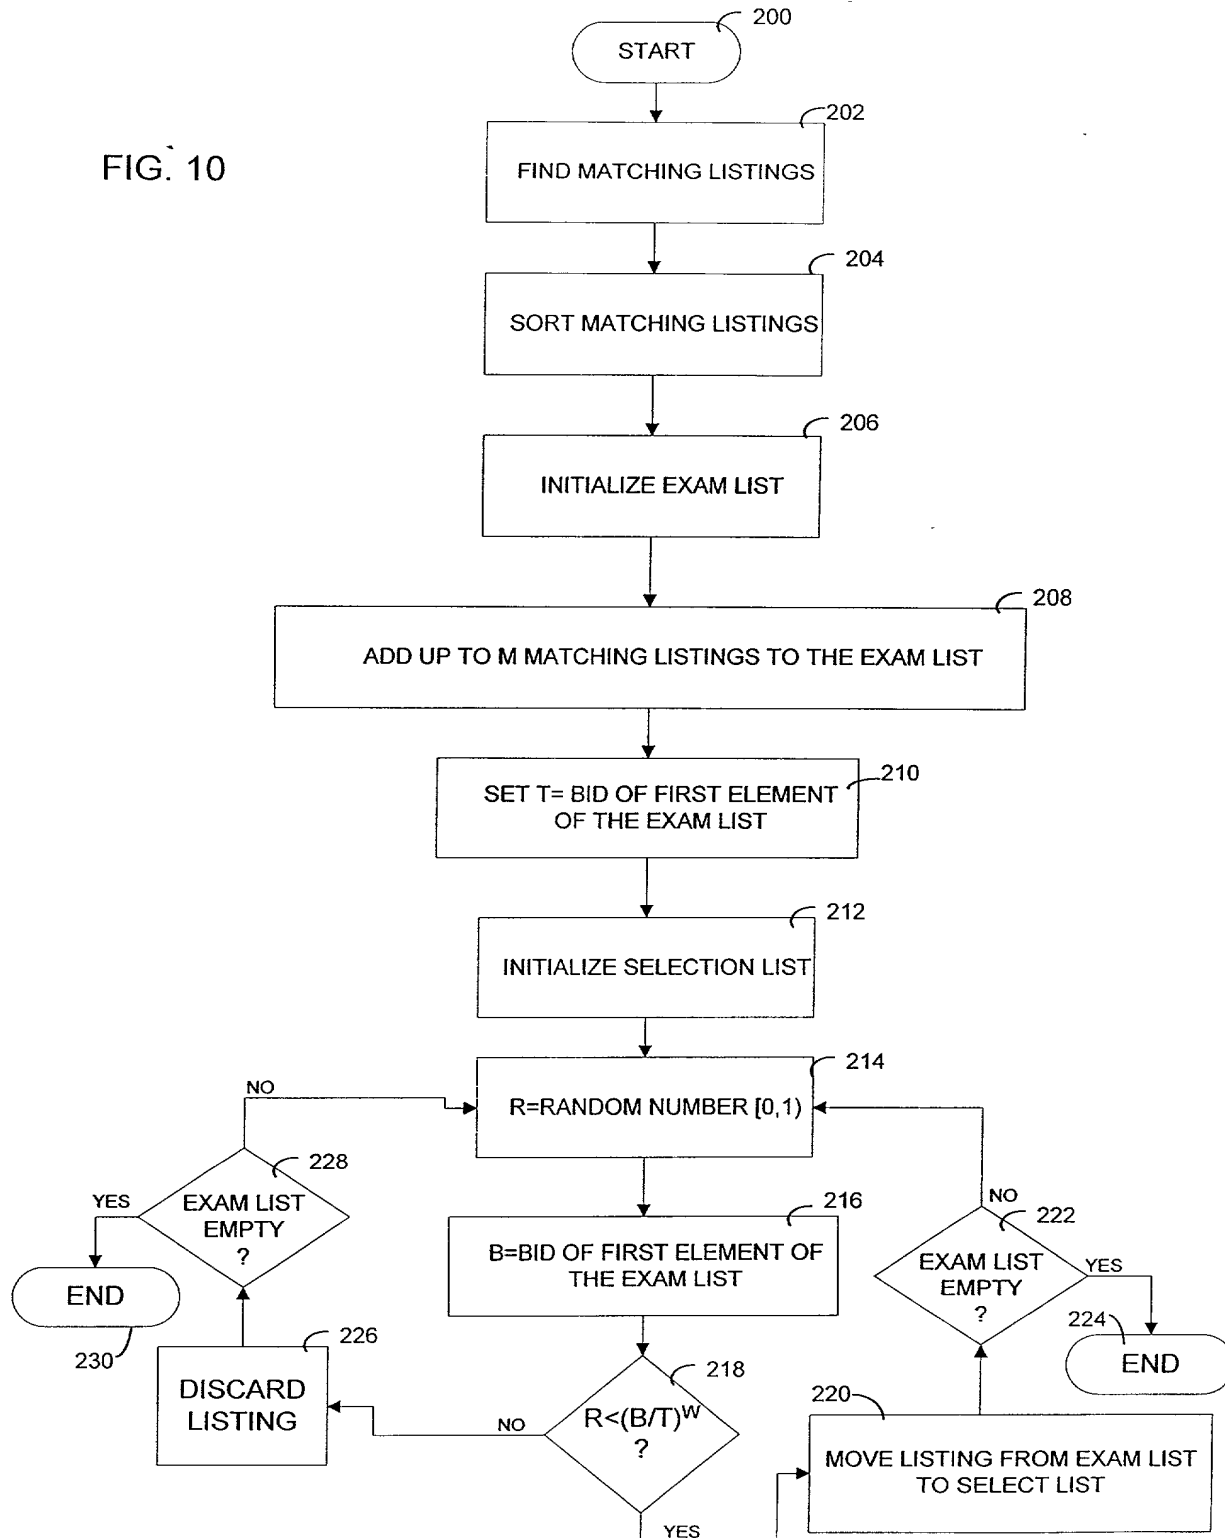 200
START
202
FIG. 10
FIND MATCHING LISTINGS
204
SORT MATCHING LISTINGS
206
INITIALIZE EXAM LIST
208
ADD UP TO M MATCHING LISTINGS TO THE EXAM LIST
210
SET T= BID OF FIRST ELEMENT
OF THE EXAM LIST
212
INITIALIZE SELECTION LIST
214
NO
R=RANDOM NUMBER [0,1)
228
YES
EXAM LIST
EMPTY
?
216
B=BID OF FIRST ELEMENT OF
THE EXAM LIST
NO
222
EXAM LIST
EMPTY
?
YES
END
230
226
DISCARD
LISTING
224
END
218
NO
R<(B/T)^W
?
220
MOVE LISTING FROM EXAM LIST
TO SELECT LIST
YES